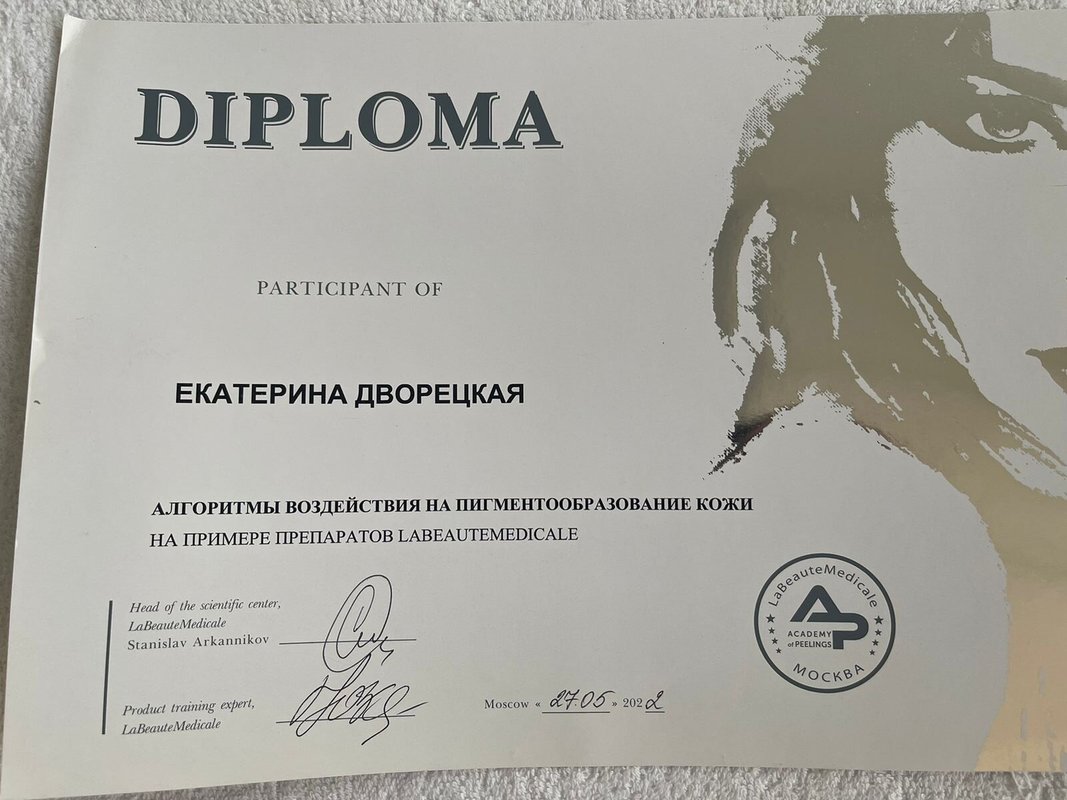 DIPLOMA
PARTICIPANT OF
ЕКАТЕРИНА ДВОРЕЦКАЯ
АЛГОРИТМЫ ВОЗДЕЙСТВИЯ НА ПИГМЕНТООБРАЗОВАНИЕ КОЖИ
НА ПРИМЕРЕ ПРЕПАРАТОВ LABEAUTEMEDICALE
Head of the scientific center,
LaBeauteMedicale
Stanislav Arkannikov
Product training expert,
LaBeauteMedicale
Moscow « 27.05 » 2022
LaBeauteMedicale
AP
ACADEMY
of PEELINGS
МОСКВА